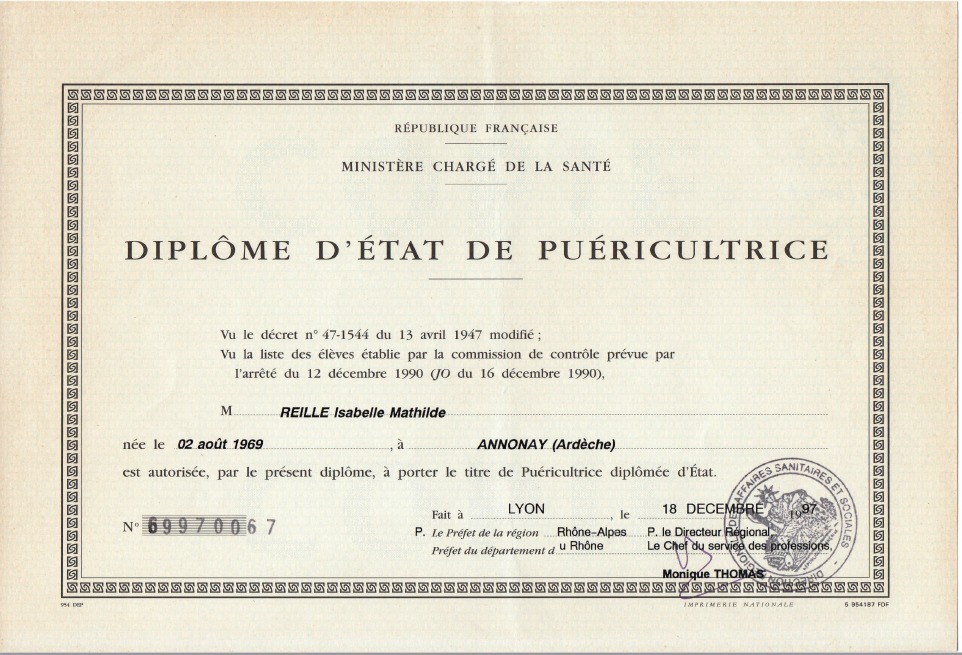 RÉPUBLIQUE FRANÇAISE
MINISTÈRE CHARGÉ DE LA SANTÉ
DIPLÔME D'ÉTAT DE PUÉRICULTRICE
Vu le décret n° 47-1544 du 13 avril 1947 modifié ;
Vu la liste des élèves établie par la commission de contrôle prévue par
l'arrêté du 12 décembre 1990 (JO du 16 décembre 1990),
M REILLE Isabelle Mathilde
née le 02 août 1969, à ANNONAY (Ardèche)
est autorisée, par le présent diplôme, à porter le titre de Puéricultrice diplômée d'État.
Fait à LYON, le 18 DECEMBRE 1997
N° 69970067
P. Le Préfet de la région Rhône-Alpes P. le Directeur Régional
Préfet du département du Rhône Le Chef du service des professions,
Monique THOMAS
AFFAIRES SANITAIRES ET SOCIALES
DIRECTION
994 DEP
IMPRIMERIE NATIONALE
5 954187 FDF